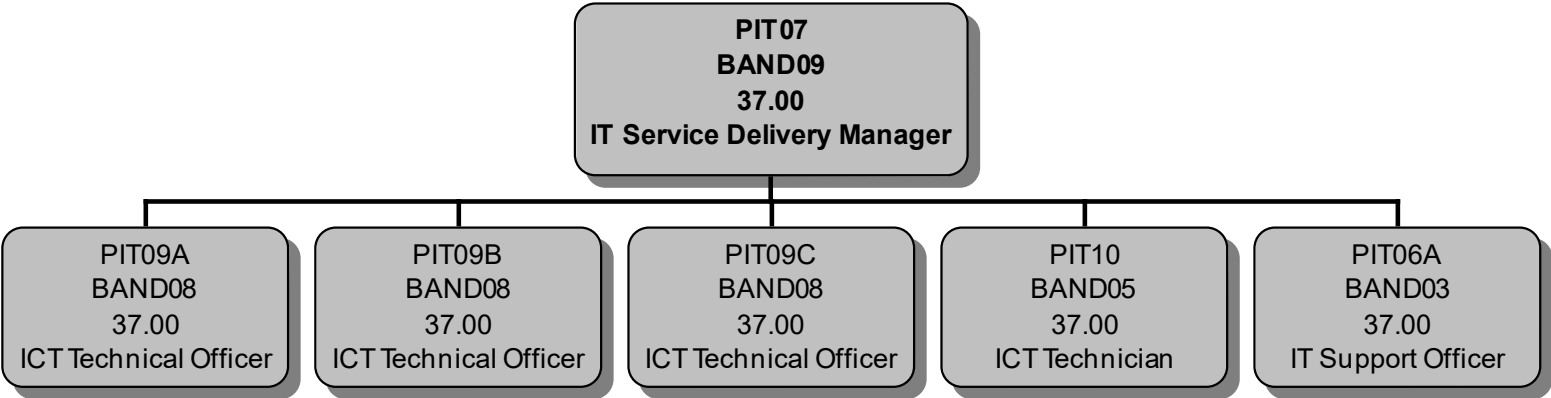 PIT07
BAND09
37.00
IT Service Delivery Manager
PIT09A
BAND08
37.00
ICT Technical Officer
PIT09B
BAND08
37.00
ICT Technical Officer
PIT09C
BAND08
37.00
ICT Technical Officer
PIT10
BAND05
37.00
ICT Technician
PIT06A
BAND03
37.00
IT Support Officer